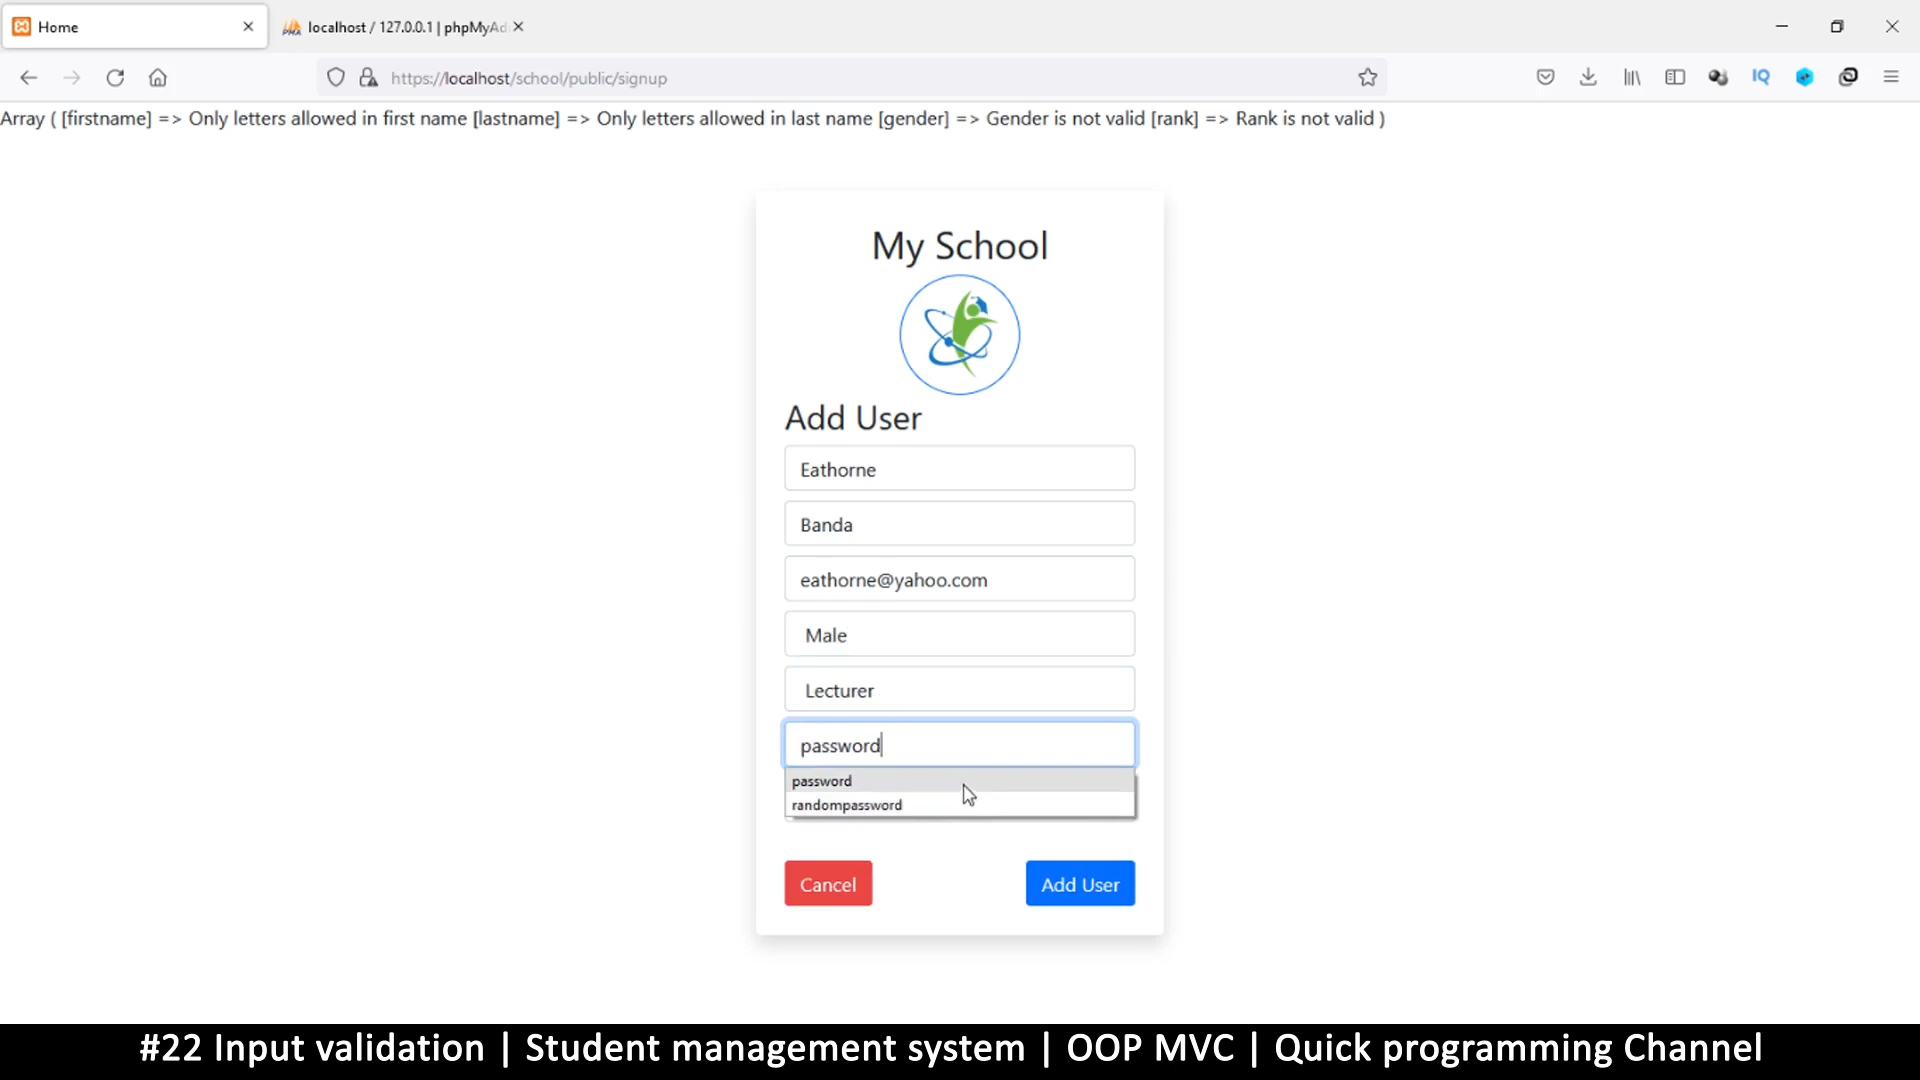 Home
localhost / 127.0.0.1 | phpMyAd
https://localhost/school/public/signup
IQ
Array ( [firstname] => Only letters allowed in first name [lastname] => Only letters allowed in last name [gender] => Gender is not valid [rank] => Rank is not valid )
My School
Add User
Eathorne
Banda
eathorne@yahoo.com
Male
Lecturer
password
password
randompassword
Cancel
Add User
#22 Input validation | Student management system | OOP MVC | Quick programming Channel